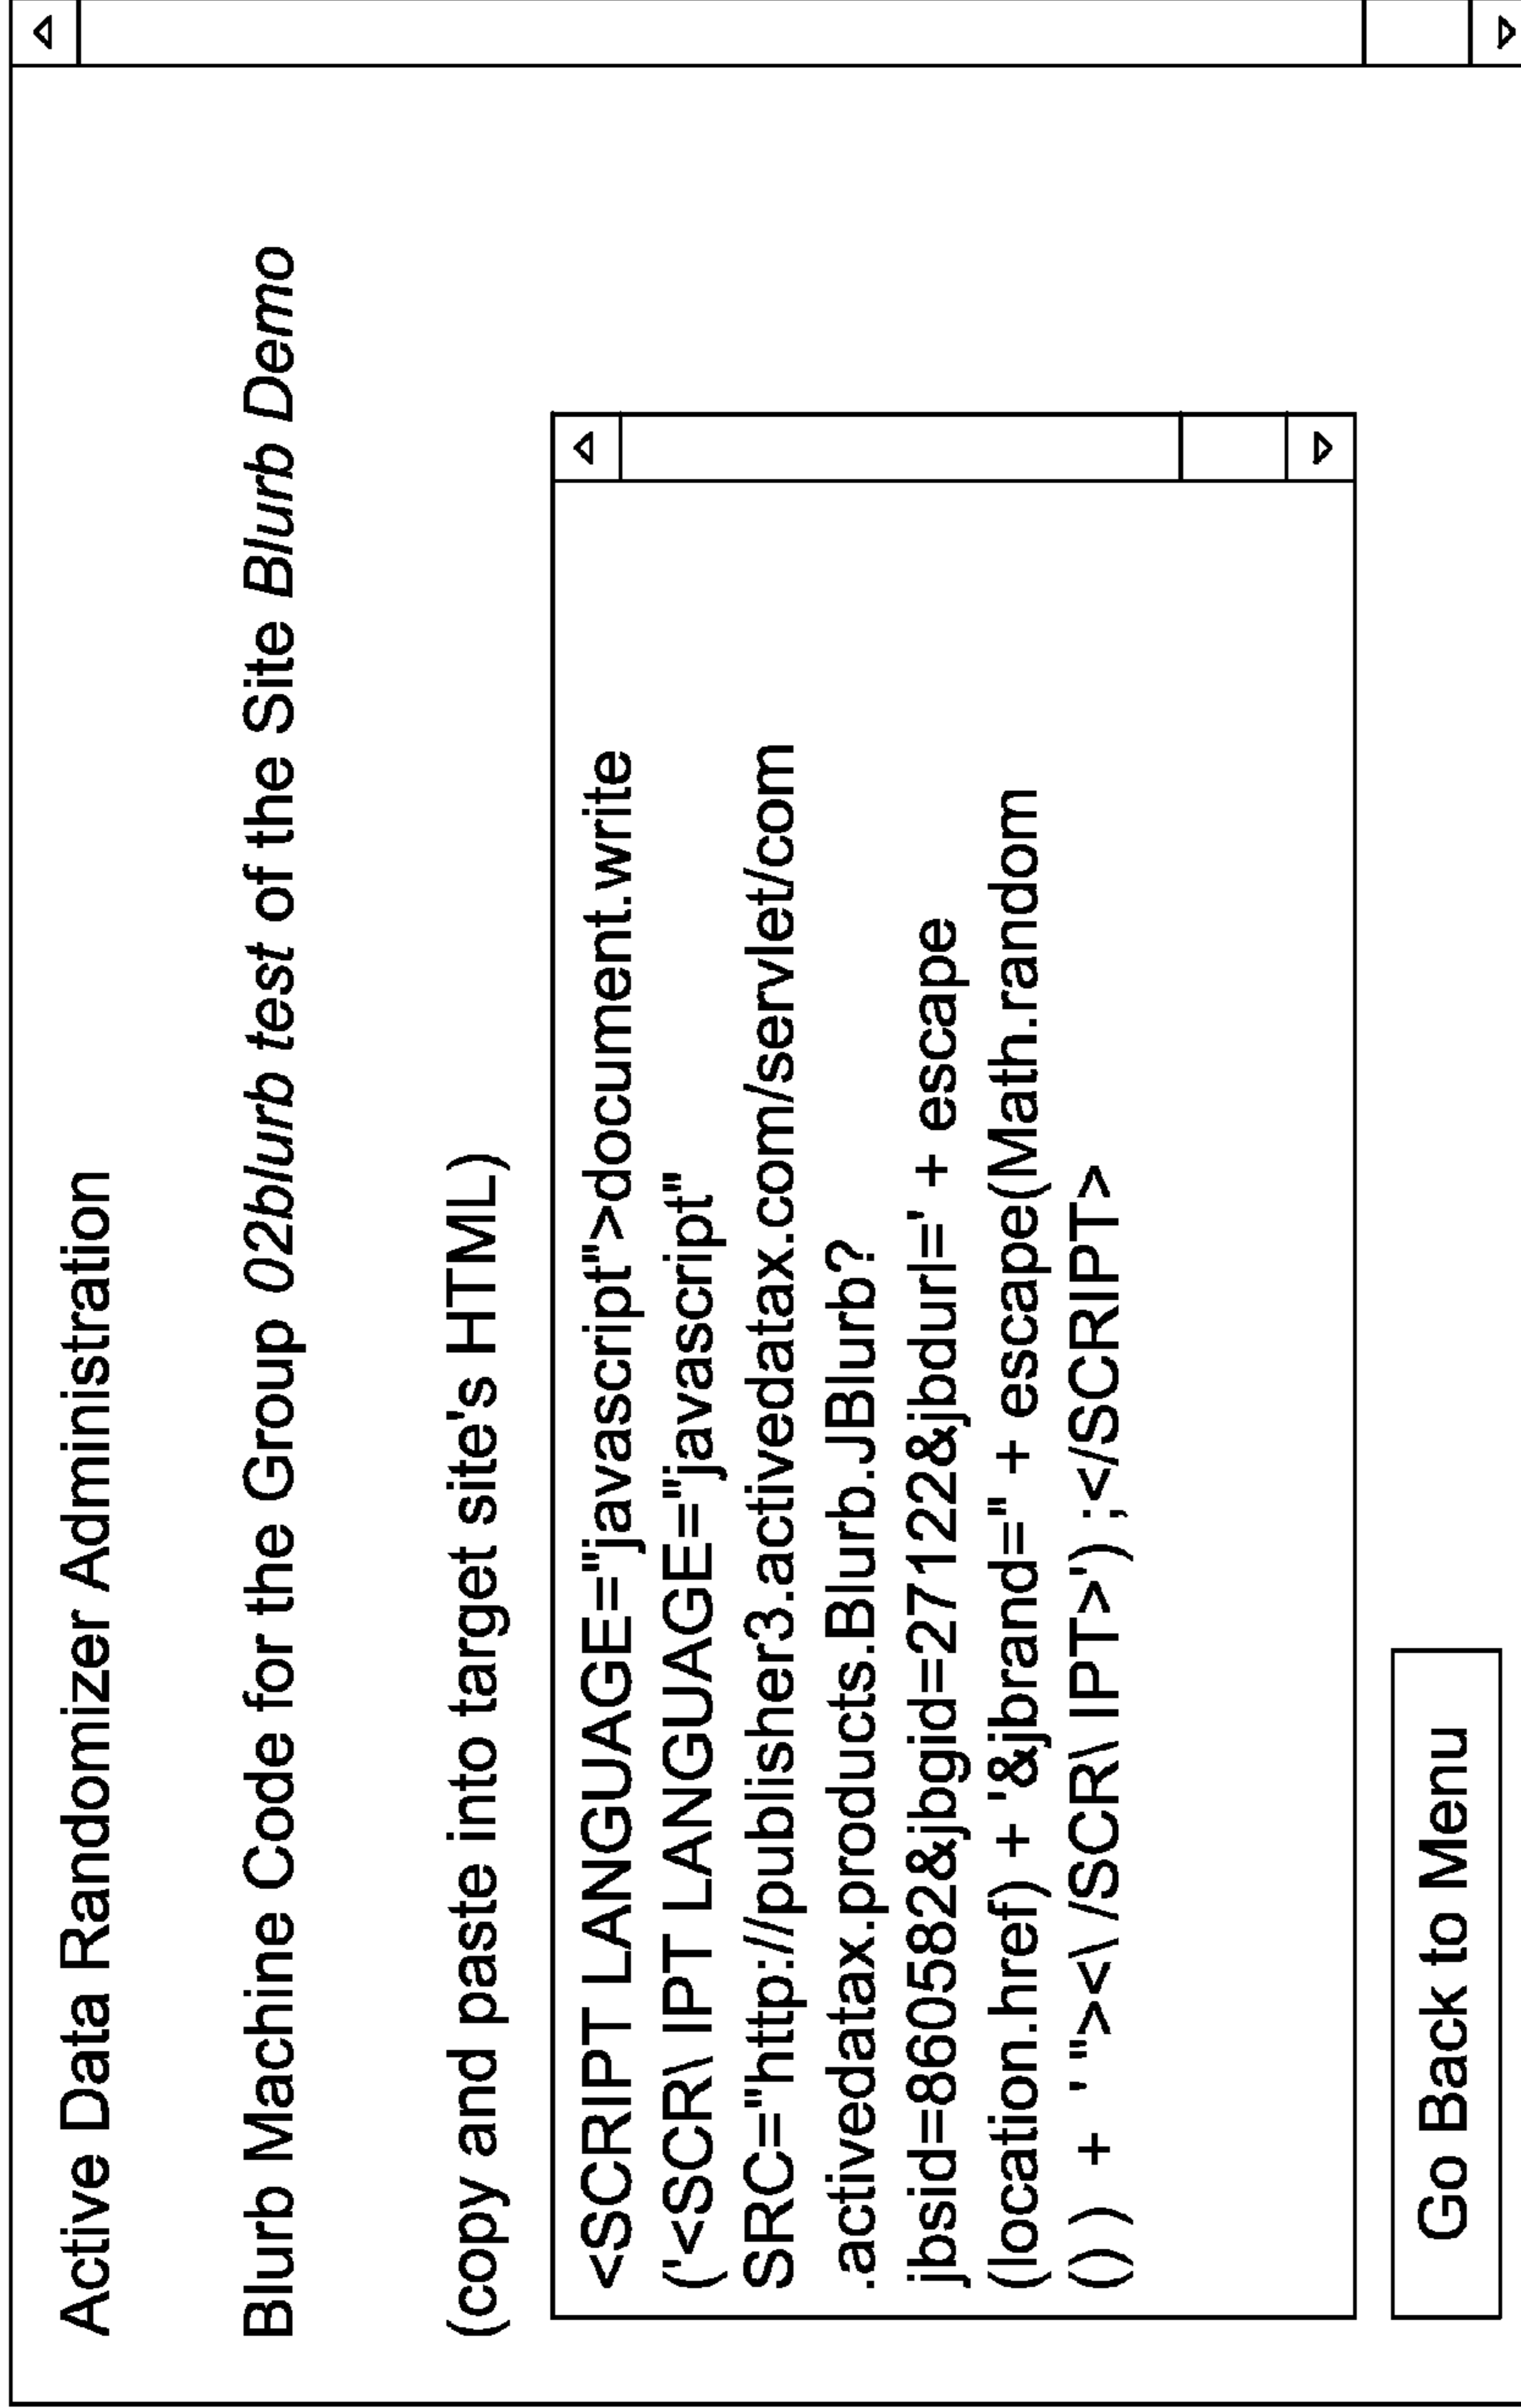 Active Data Randomizer Administration
Blurb Machine Code for the Group 02blurb test of the Site Blurb Demo
(copy and paste into target site's HTML)
<SCRIPT LANGUAGE="javascript">document.write
('<SCR\ IPT LANGUAGE="javascript"
SRC="http://publisher3.activedatax.com/servlet/com
.activedatax.products.Blurb.JBlurb?
jbsid=860582&jbgid=27122&jbdurl=' + escape
(location.href) + '&jbrand=" + escape(Math.random
() ) + ' "><\ /SCR\ IPT>') ;</SCRIPT>
Go Back to Menu